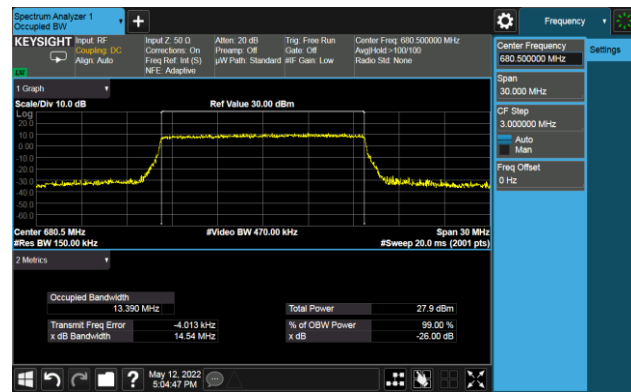 Spectrum Analyzer 1
Occupied BW
Frequency
KEYSIGHT
Input: RF
Coupling: DC
Align: Auto
Input Z: 50 Ω
Corrections: On
Freq Ref: Int (S)
NFE: Adaptive
Atten: 20 dB
Preamp: Off
µW Path: Standard
Trig: Free Run
Gate: Off
#IF Gain: Low
Center Freq: 680.500000 MHz
Avg|Hold:>100/100
Radio Std: None
Center Frequency
680.500000 MHz
Settings
Span
30.000 MHz
CF Step
3.000000 MHz
Auto
Man
Freq Offset
0 Hz
1 Graph
Scale/Div 10.0 dB
Ref Value 30.00 dBm
Log
20.0
10.0
0.00
-10.0
-20.0
-30.0
-40.0
-50.0
-60.0
Center 680.5 MHz
#Video BW 470.00 kHz
Span 30 MHz
#Res BW 150.00 kHz
#Sweep 20.0 ms (2001 pts)
2 Metrics
Occupied Bandwidth
13.390 MHz
Total Power
27.9 dBm
Transmit Freq Error
-4.013 kHz
% of OBW Power
99.00 %
x dB Bandwidth
14.54 MHz
x dB
-26.00 dB
May 12, 2022
5:04:47 PM